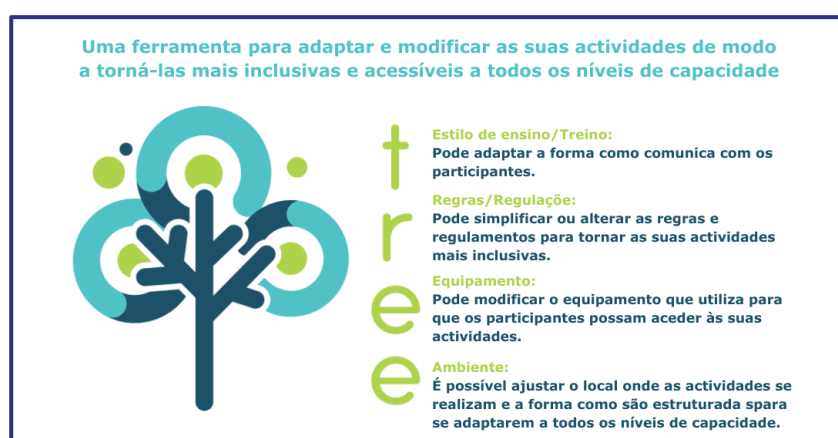 Uma ferramenta para adaptar e modificar as suas actividades de modo
a torná-las mais inclusivas e acessíveis a todos os níveis de capacidade
t
Estilo de ensino/Treino:
Pode adaptar a forma como comunica com os
participantes.
r
Regras/Regulaçõe:
Pode simplificar ou alterar as regras e
regulamentos para tornar as suas actividades
mais inclusivas.
e
Equipamento:
Pode modificar o equipamento que utiliza para
que os participantes possam aceder às suas
actividades.
e
Ambiente:
É possível ajustar o local onde as actividades se
realizam e a forma como são estruturada spara
se adaptarem a todos os níveis de capacidade.